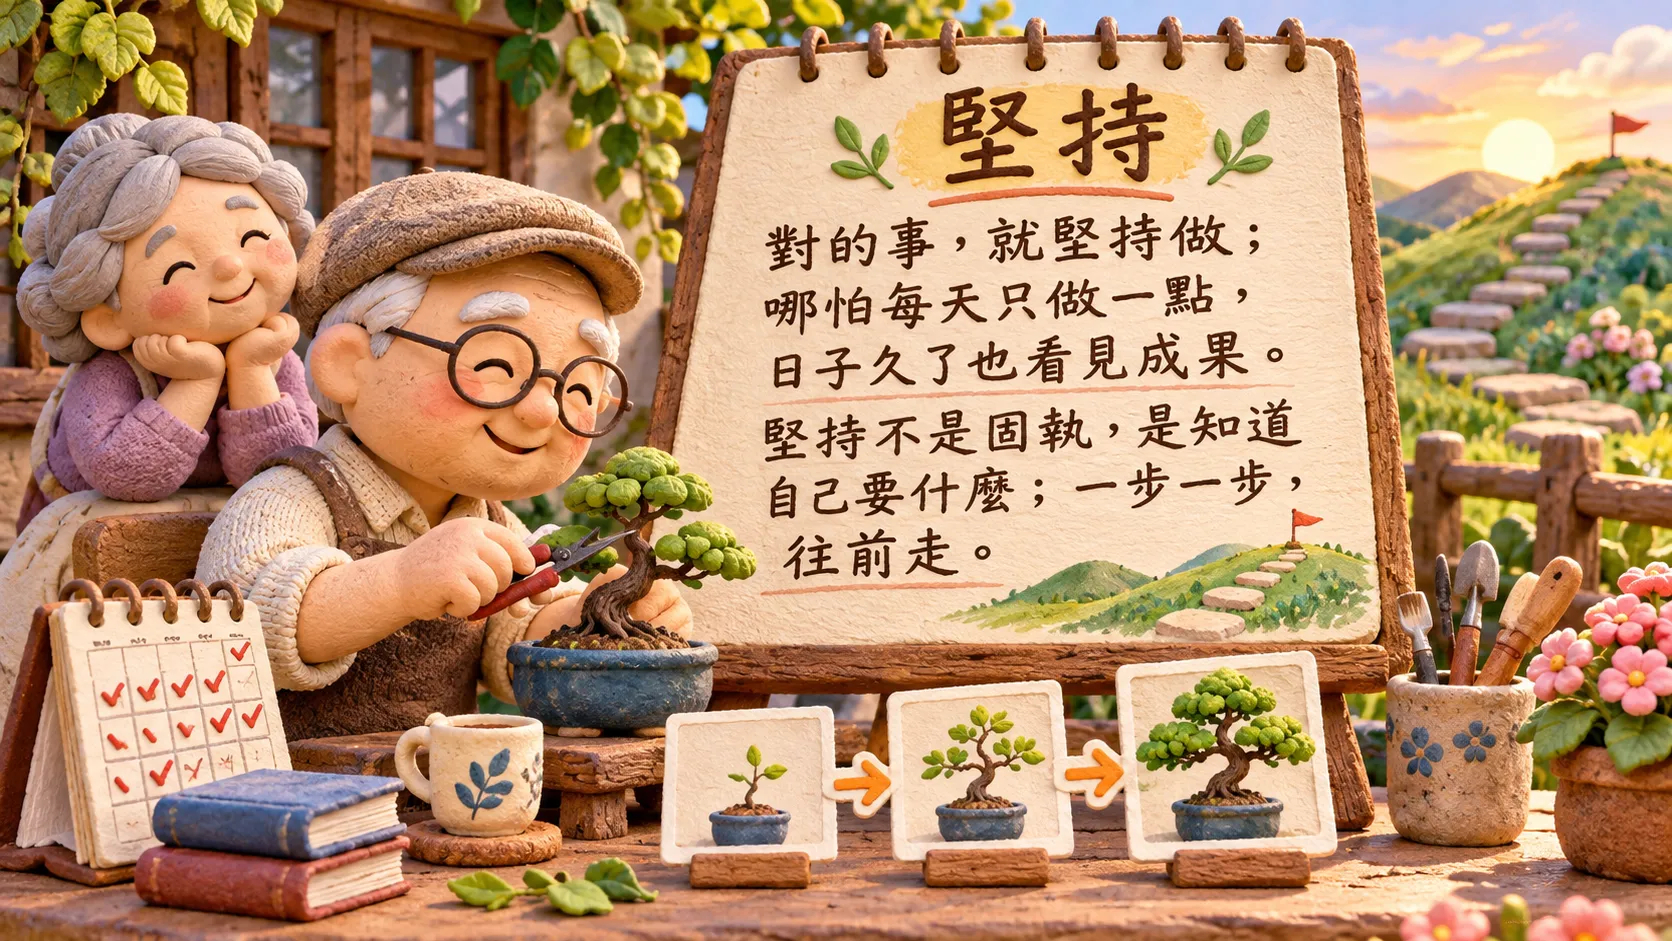 堅持
對的事，就堅持做；
哪怕每天只做一點，
日子久了也看見成果。
堅持不是固執，是知道
自己要什麼；一步一步，
往前走。